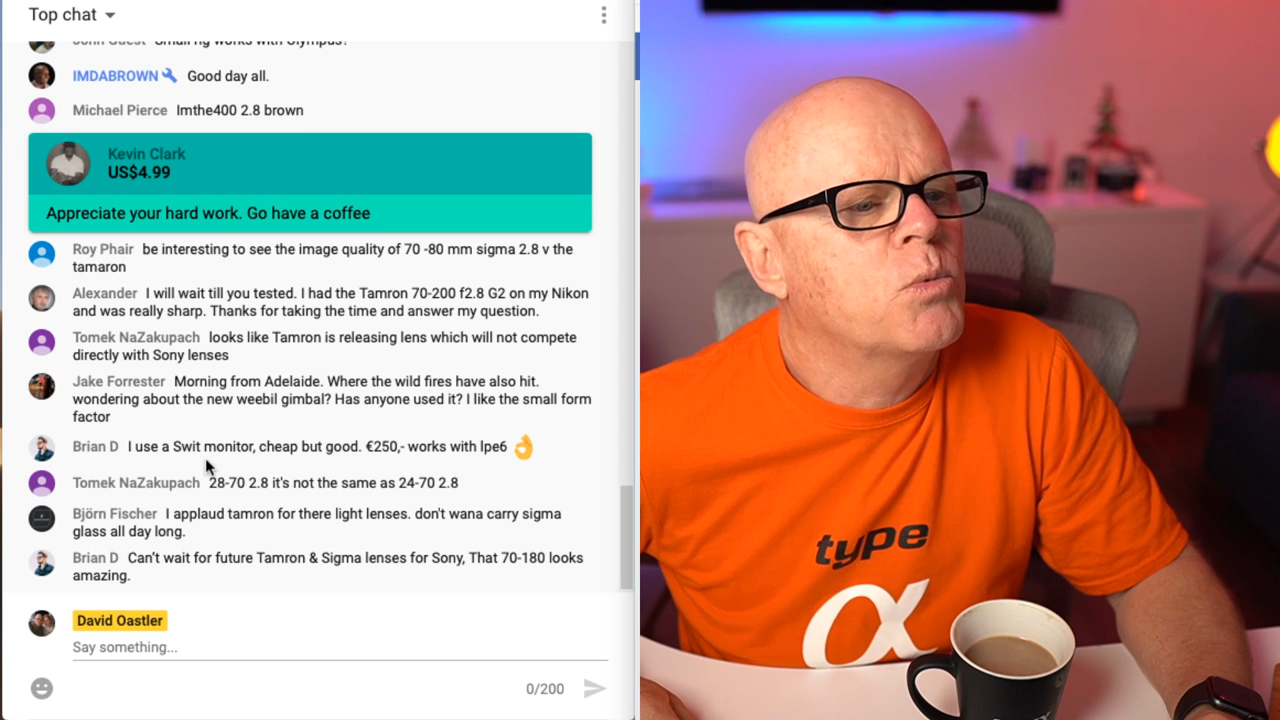 Top chat
John Guest Small rig works with Olympus?
IMDABROWN Good day all.
Michael Pierce Imthe400 2.8 brown
Kevin Clark
US$4.99
Appreciate your hard work. Go have a coffee
Roy Phair be interesting to see the image quality of 70 -80 mm sigma 2.8 v the
tamaron
Alexander I will wait till you tested. I had the Tamron 70-200 f2.8 G2 on my Nikon
and was really sharp. Thanks for taking the time and answer my question.
Tomek NaZakupach looks like Tamron is releasing lens which will not compete
directly with Sony lenses
Jake Forrester Morning from Adelaide. Where the wild fires have also hit.
wondering about the new weebil gimbal? Has anyone used it? I like the small form
factor
Brian D I use a Swit monitor, cheap but good. €250,- works with lpe6 👌
Tomek NaZakupach 28-70 2.8 it's not the same as 24-70 2.8
Björn Fischer I applaud tamron for there light lenses. don't wana carry sigma
glass all day long.
Brian D Can't wait for future Tamron & Sigma lenses for Sony, That 70-180 looks
amazing.
David Oastler
Say something...
0/200
type
α